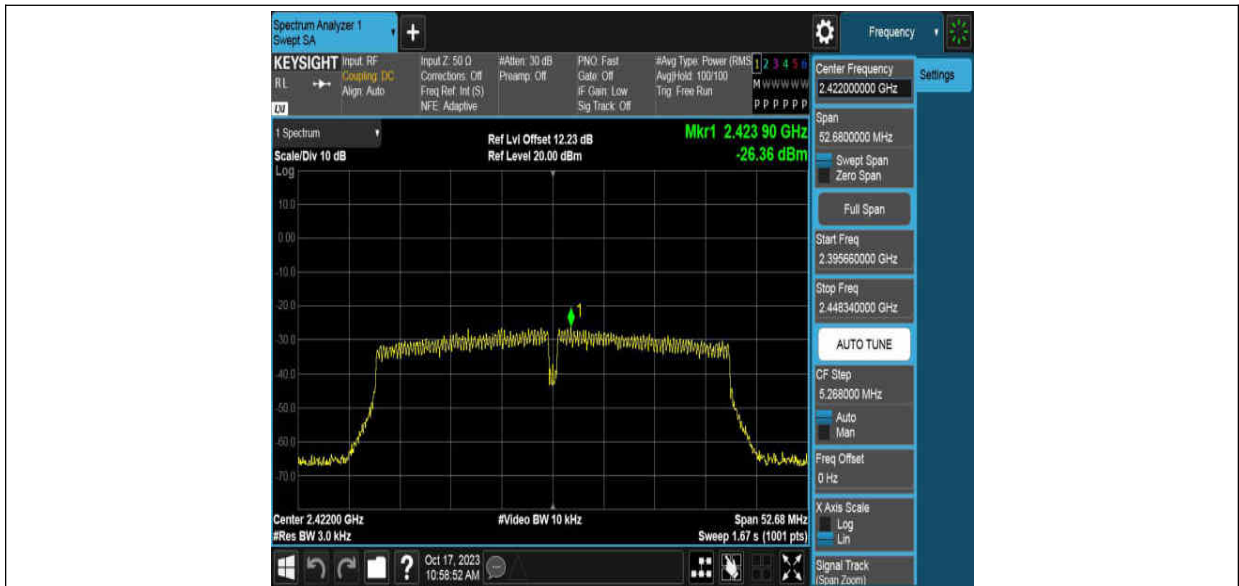 Spectrum Analyzer 1
Swept SA
+
Frequency
KEYSIGHT
RL
LXI
Input: RF
Coupling: DC
Align: Auto
Input Z: 50 Ω
Corrections: Off
Freq Ref: Int (S)
NFE: Adaptive
#Atten: 30 dB
Preamp: Off
PNO: Fast
Gate: Off
IF Gain: Low
Sig Track: Off
#Avg Type: Power (RMS
Avg|Hold: 100/100
Trig: Free Run
1 2 3 4 5 6
M W W W W W
P P P P P P
1 Spectrum
Scale/Div 10 dB
Log
Ref Lvl Offset 12.23 dB
Ref Level 20.00 dBm
Mkr1 2.423 90 GHz
-26.36 dBm
10.0
0.00
-10.0
-20.0
-30.0
-40.0
-50.0
-60.0
-70.0
1
Center 2.42200 GHz
#Res BW 3.0 kHz
#Video BW 10 kHz
Span 52.68 MHz
Sweep 1.67 s (1001 pts)
?
Oct 17, 2023
10:58:52 AM
Center Frequency
2.422000000 GHz
Settings
Span
52.6800000 MHz
Swept Span
Zero Span
Full Span
Start Freq
2.395660000 GHz
Stop Freq
2.448340000 GHz
AUTO TUNE
CF Step
5.268000 MHz
Auto
Man
Freq Offset
0 Hz
X Axis Scale
Log
Lin
Signal Track
(Span Zoom)